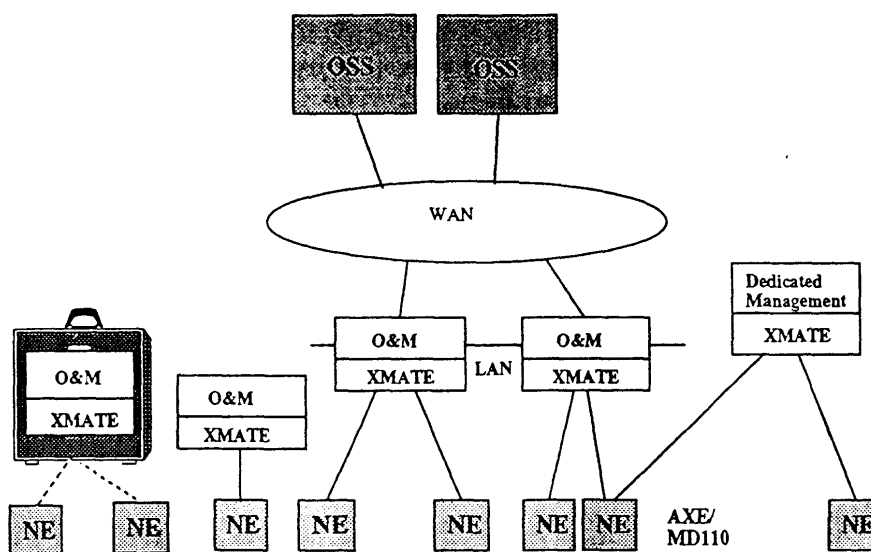 OSS
OSS
WAN
Dedicated
Management
XMATE
O&M
XMATE
LAN
O&M
XMATE
O&M
XMATE
O&M
XMATE
NE
NE
NE
NE
NE
NE
NE
AXE/
MD110
NE